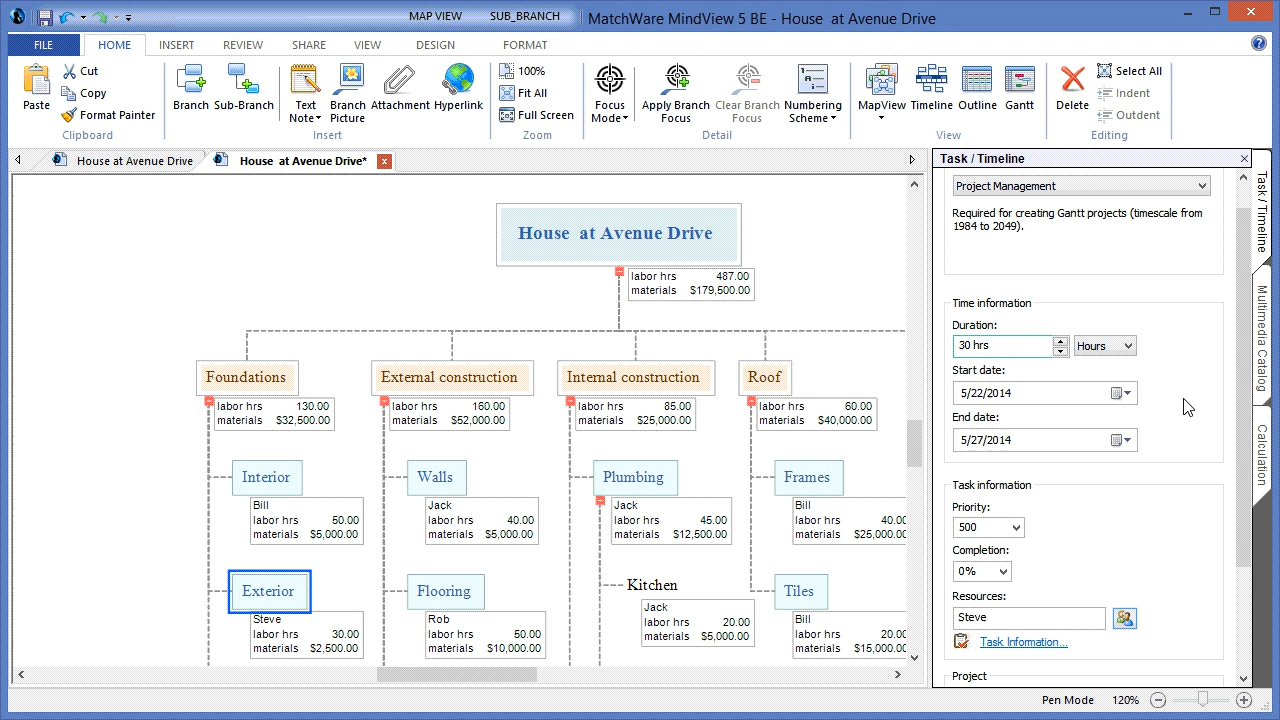 MAP VIEW SUB_BRANCH MatchWare MindView 5 BE - House at Avenue Drive
FILE HOME INSERT REVIEW SHARE VIEW DESIGN FORMAT
Paste
Cut
Copy
Format Painter
Clipboard
Branch
Sub-Branch
Text Note
Branch Picture
Attachment
Hyperlink
Insert
100%
Fit All
Full Screen
Zoom
Focus Mode
Apply Branch Focus
Clear Branch Focus
Numbering Scheme
Detail
MapView
Timeline
Outline
Gantt
View
Delete
Select All
Indent
Outdent
Editing
House at Avenue Drive
House at Avenue Drive*
House at Avenue Drive
labor hrs 487.00
materials $179,500.00
Foundations
labor hrs 130.00
materials $32,500.00
External construction
labor hrs 160.00
materials $52,000.00
Internal construction
labor hrs 85.00
materials $25,000.00
Roof
labor hrs 60.00
materials $40,000.00
Interior
Bill
labor hrs 50.00
materials $5,000.00
Walls
Jack
labor hrs 40.00
materials $5,000.00
Plumbing
Jack
labor hrs 45.00
materials $12,500.00
Frames
Bill
labor hrs 40.00
materials $25,000.00
Exterior
Steve
labor hrs 30.00
materials $2,500.00
Flooring
Rob
labor hrs 50.00
materials $10,000.00
Kitchen
Jack
labor hrs 20.00
materials $5,000.00
Tiles
Bill
labor hrs 20.00
materials $15,000.00
Task / Timeline
Project Management
Required for creating Gantt projects (timescale from
1984 to 2049).
Time information
Duration:
30 hrs Hours
Start date:
5/22/2014
End date:
5/27/2014
Task information
Priority:
500
Completion:
0%
Resources:
Steve
Task Information...
Project
Task / Timeline
Multimedia Catalog
Calculation
Pen Mode 120%